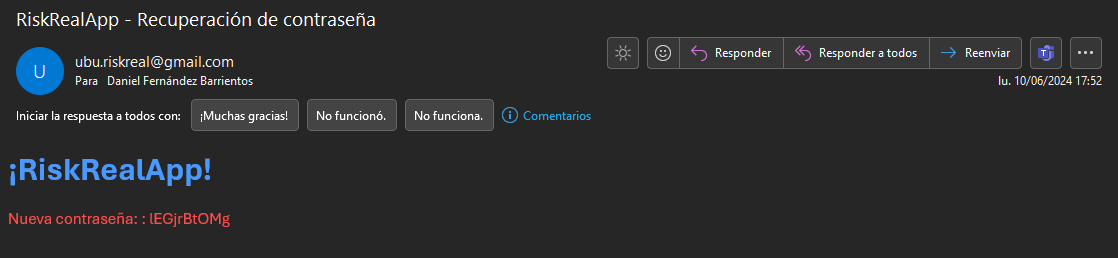 RiskRealApp - Recuperación de contraseña
U
ubu.riskreal@gmail.com
Para Daniel Fernández Barrientos
Responder
Responder a todos
Reenviar
lu. 10/06/2024 17:52
Iniciar la respuesta a todos con:
¡Muchas gracias!
No funcionó.
No funciona.
Comentarios
¡RiskRealApp!
Nueva contraseña: : lEGjrBtOMg